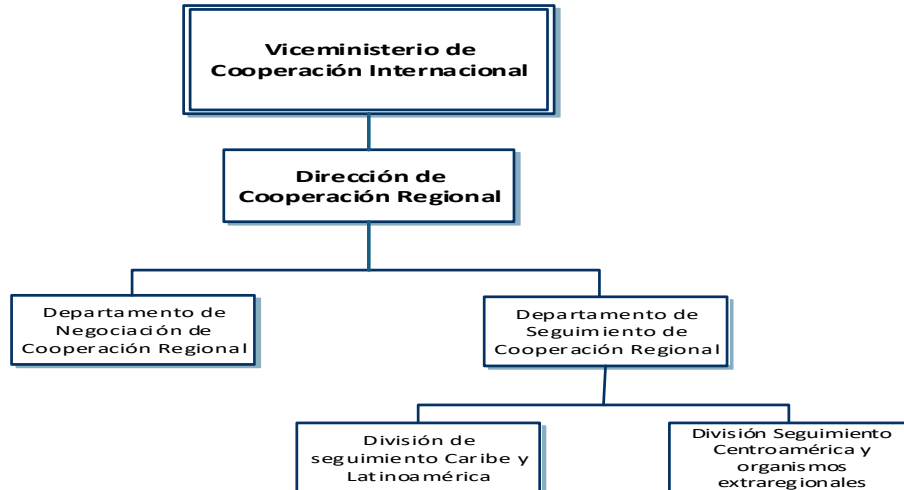 Viceministerio de
Cooperación Internacional
Dirección de
Cooperación Regional
Departamento de
Negociación de
Cooperación Regional
Departamento de
Seguimiento de
Cooperación Regional
División de
seguimiento Caribe y
Latinoamérica
División Seguimiento
Centroamérica y
organismos
extraregionales